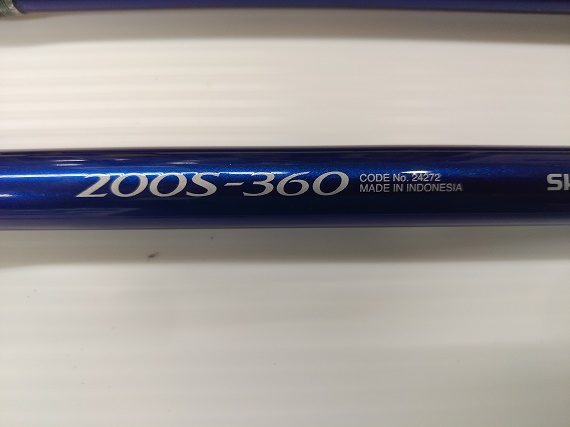 200S-360
CODE No. 24272
MADE IN INDONESIA